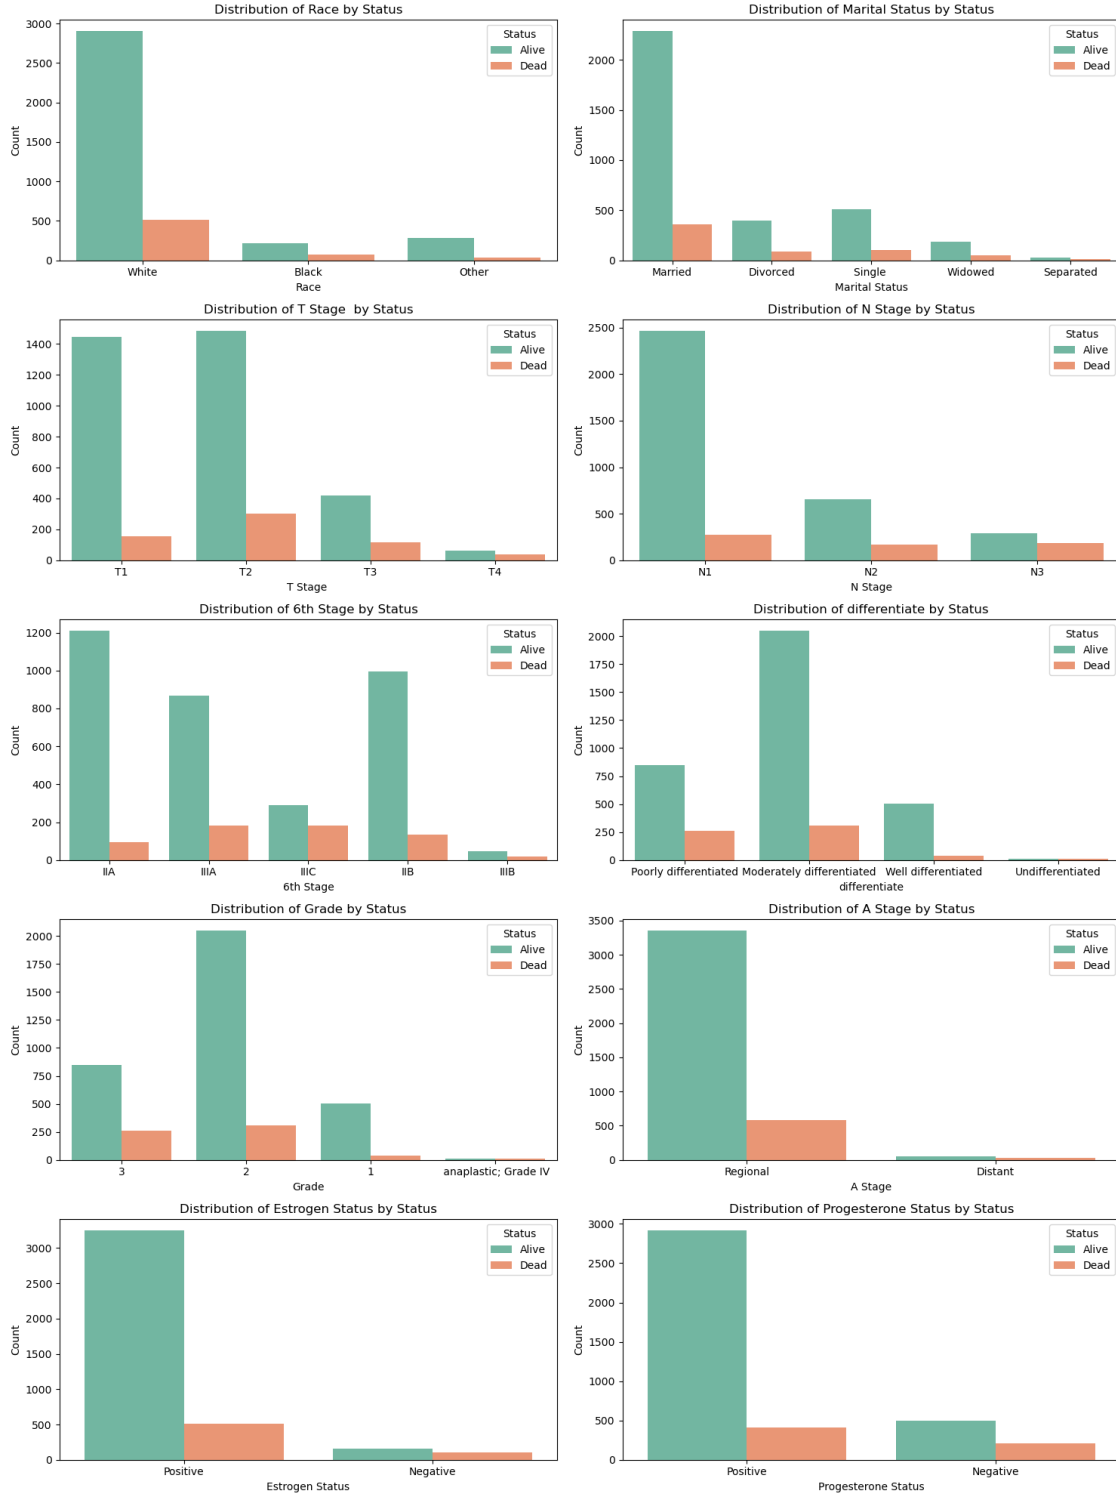 Distribution of Race by Status
3000
2500
2000
1500
1000
500
0
Count
White
Black
Other
Race
Status
Alive
Dead
Distribution of Marital Status by Status
2000
1500
1000
500
0
Count
Married
Divorced
Single
Widowed
Separated
Marital Status
Status
Alive
Dead
Distribution of T Stage  by Status
1400
1200
1000
800
600
400
200
0
Count
T1
T2
T3
T4
T Stage
Status
Alive
Dead
Distribution of N Stage by Status
2500
2000
1500
1000
500
0
Count
N1
N2
N3
N Stage
Status
Alive
Dead
Distribution of 6th Stage by Status
1200
1000
800
600
400
200
0
Count
IIA
IIIA
IIIC
IIB
IIIB
6th Stage
Status
Alive
Dead
Distribution of differentiate by Status
2000
1750
1500
1250
1000
750
500
250
0
Count
Poorly differentiated
Moderately differentiated
Well differentiated
Undifferentiated
differentiate
Status
Alive
Dead
Distribution of Grade by Status
2000
1750
1500
1250
1000
750
500
250
0
Count
3
2
1
anaplastic; Grade IV
Grade
Status
Alive
Dead
Distribution of A Stage by Status
3500
3000
2500
2000
1500
1000
500
0
Count
Regional
Distant
A Stage
Status
Alive
Dead
Distribution of Estrogen Status by Status
3000
2500
2000
1500
1000
500
0
Count
Positive
Negative
Estrogen Status
Status
Alive
Dead
Distribution of Progesterone Status by Status
3000
2500
2000
1500
1000
500
0
Count
Positive
Negative
Progesterone Status
Status
Alive
Dead